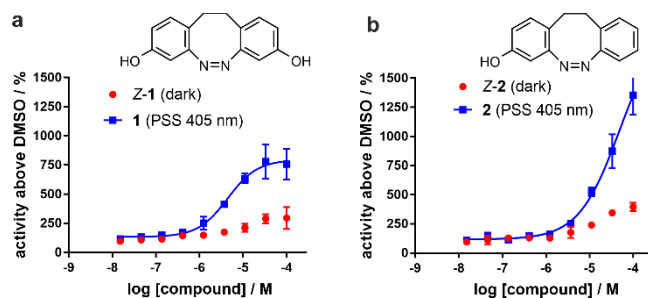 a
HO
N=N
OH
1500
1250
1000
750
500
250
0
activity above DMSO / %
Z-1 (dark)
1 (PSS 405 nm)
-9 -8 -7 -6 -5 -4 -3
log [compound] / M
b
HO
N=N
1500
1250
1000
750
500
250
0
activity above DMSO / %
Z-2 (dark)
2 (PSS 405 nm)
-9 -8 -7 -6 -5 -4 -3
log [compound] / M